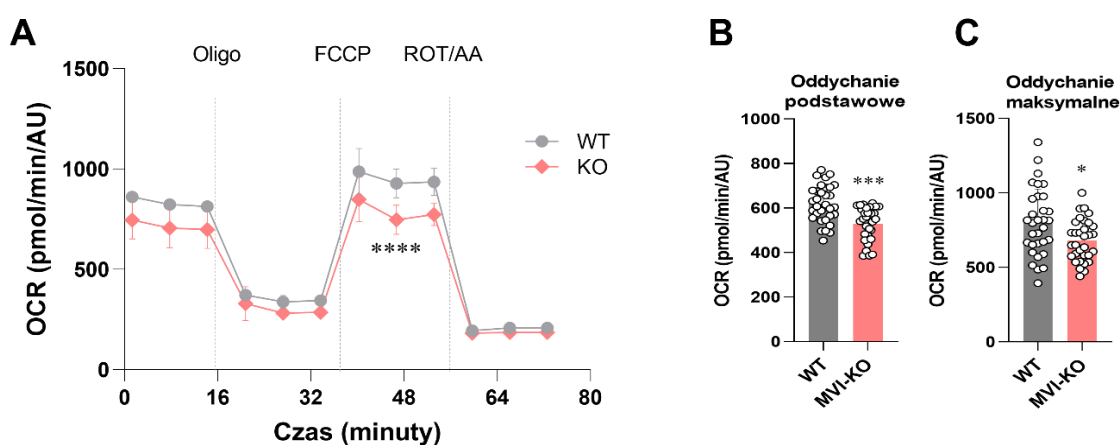 A
Oligo
FCCP
ROT/AA
1500
1000
500
0
OCR (pmol/min/AU)
WT
KO
****
0
16
32
48
64
80
Czas (minuty)
B
Oddychanie
podstawowe
1000
800
600
400
200
0
OCR (pmol/min/AU)
***
WT
MVI-KO
C
Oddychanie
maksymalne
1500
1000
500
0
OCR (pmol/min/AU)
*
WT
MVI-KO